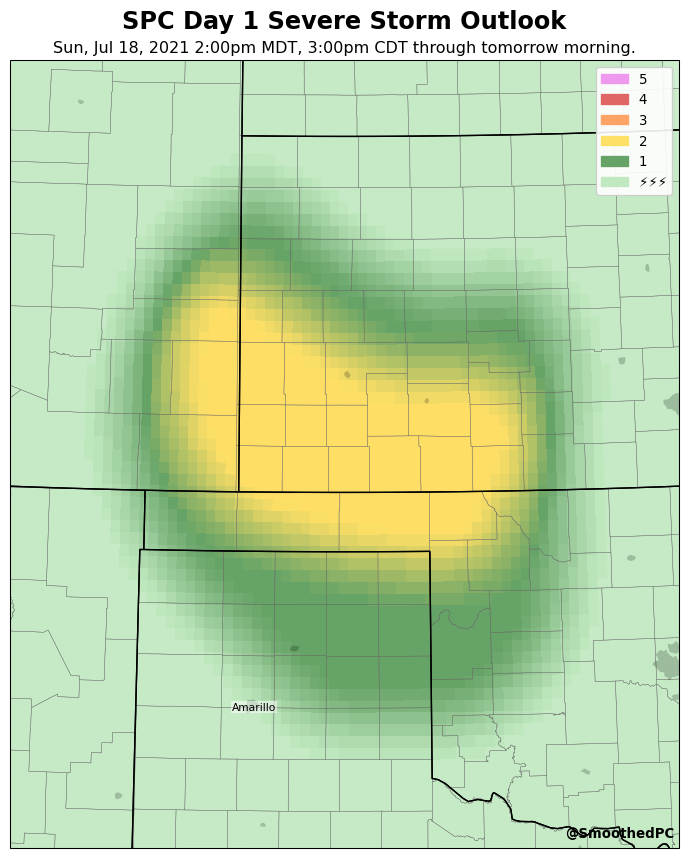 SPC Day 1 Severe Storm Outlook
Sun, Jul 18, 2021 2:00pm MDT, 3:00pm CDT through tomorrow morning.
5
4
3
2
1
⚡⚡⚡
Amarillo
@SmoothedPC